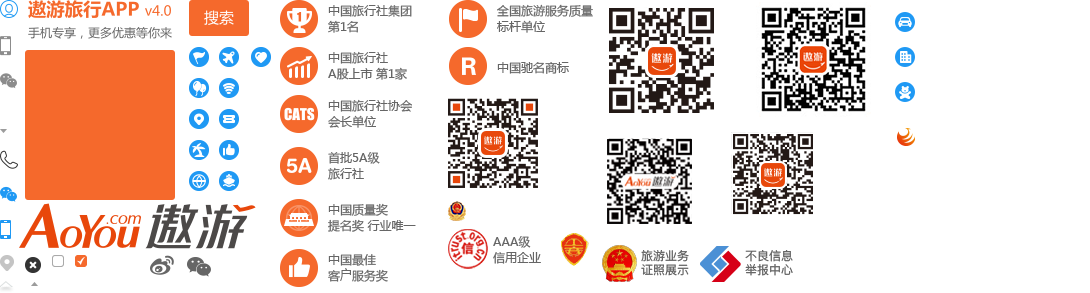 遨游旅行APP v4.0
手机专享，更多优惠等你来
搜索
AoYou.com 遨游
中国旅行社集团
第1名
中国旅行社
A股上市 第1家
CATS
中国旅行社协会
会长单位
5A
首批5A级
旅行社
中国质量奖
提名奖 行业唯一
中国最佳
客户服务奖
全国旅游服务质量
标杆单位
R
中国驰名商标
遨游
遨游
遨游
AoYou遨游
遨游
itrust.org.cn
信
AAA级
信用企业
旅游业务
证照展示
不良信息
举报中心